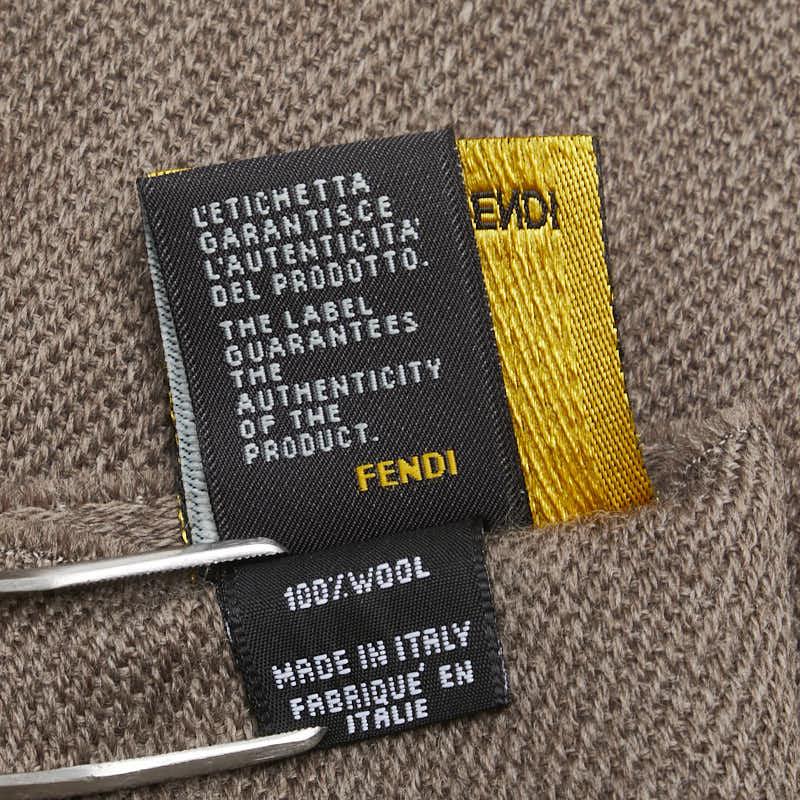 L'ETICHETTA
GARANTISCE
L'AUTENTICITA'
DEL PRODOTTO.
THE LABEL
GUARANTEES
THE
AUTHENTICITY
OF THE
PRODUCT.
FENDI
FENDI
100% WOOL
MADE IN ITALY
FABRIQUE' EN
ITALIE